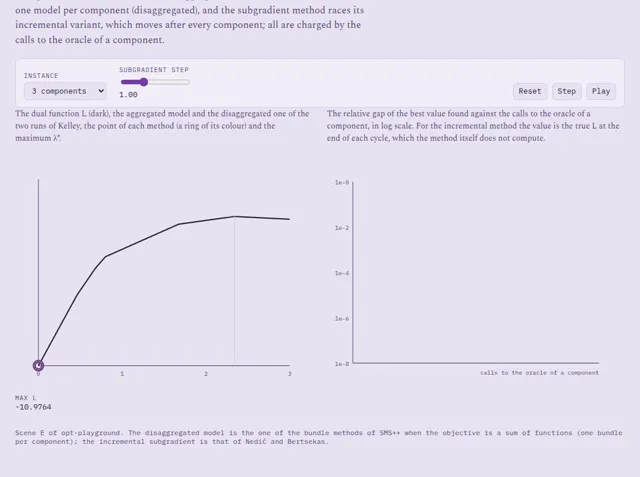 one model per component (disaggregated), and the subgradient method races its
incremental variant, which moves after every component; all are charged by the
calls to the oracle of a component.
INSTANCE
3 components
SUBGRADIENT STEP
1.00
Reset
Step
Play
The dual function L (dark), the aggregated model and the disaggregated one of the
two runs of Kelley, the point of each method (a ring of its colour) and the
maximum λ*.
The relative gap of the best value found against the calls to the oracle of a
component, in log scale. For the incremental method the value is the true L at the
end of each cycle, which the method itself does not compute.
0
1
2
3
1e-0
1e-2
1e-4
1e-6
1e-8
calls to the oracle of a component
MAX L
-10.9764
Scene E of opt-playground. The disaggregated model is the one of the bundle methods of SMS++ when the objective is a sum of functions (one bundle
per component); the incremental subgradient is that of Nedić and Bertsekas.